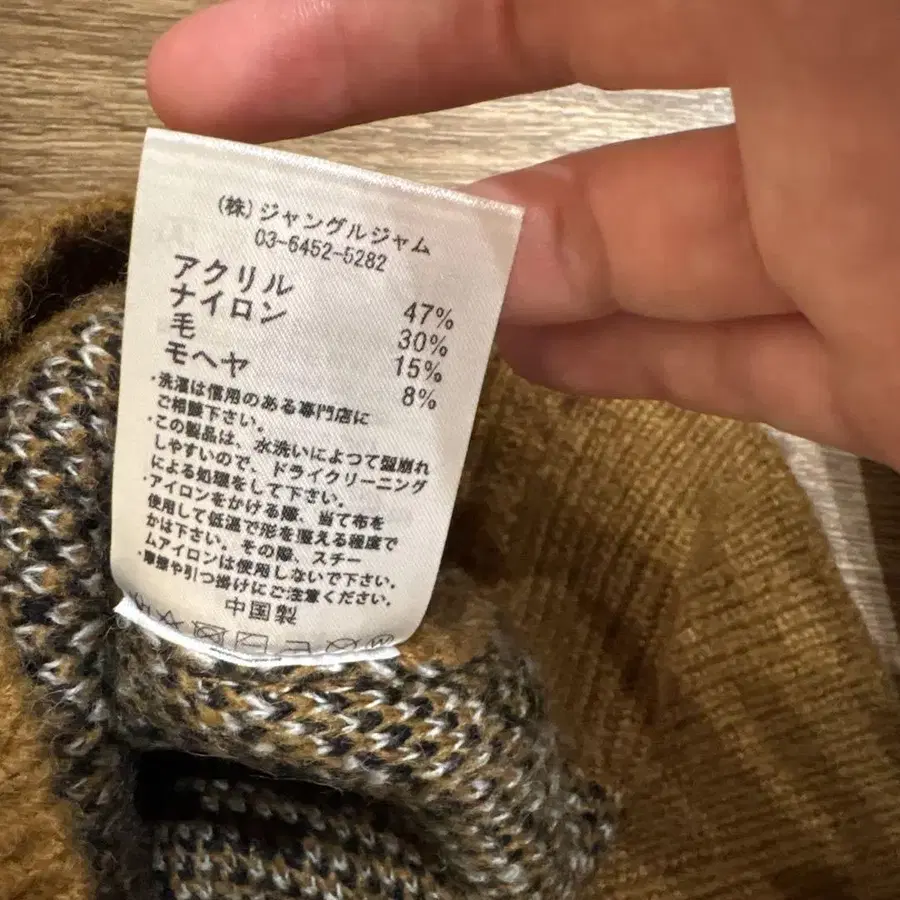 (株)ジャングルジャム
03-6452-5282
アクリル 47%
ナイロン 30%
毛 15%
モヘヤ 8%
・洗濯は信用のある専門店に
ご相談下さい。
・この製品は、水洗いによって型崩れ
しやすいので、ドライクリーニング
による処理をして下さい。
・アイロンをかける際、当て布を
使用して低温で形を整える程度で
かけ下さい。その際、スチー
ムアイロンは使用しないで下さい。
・摩擦や引っ掛けにご注意ください。
中国製